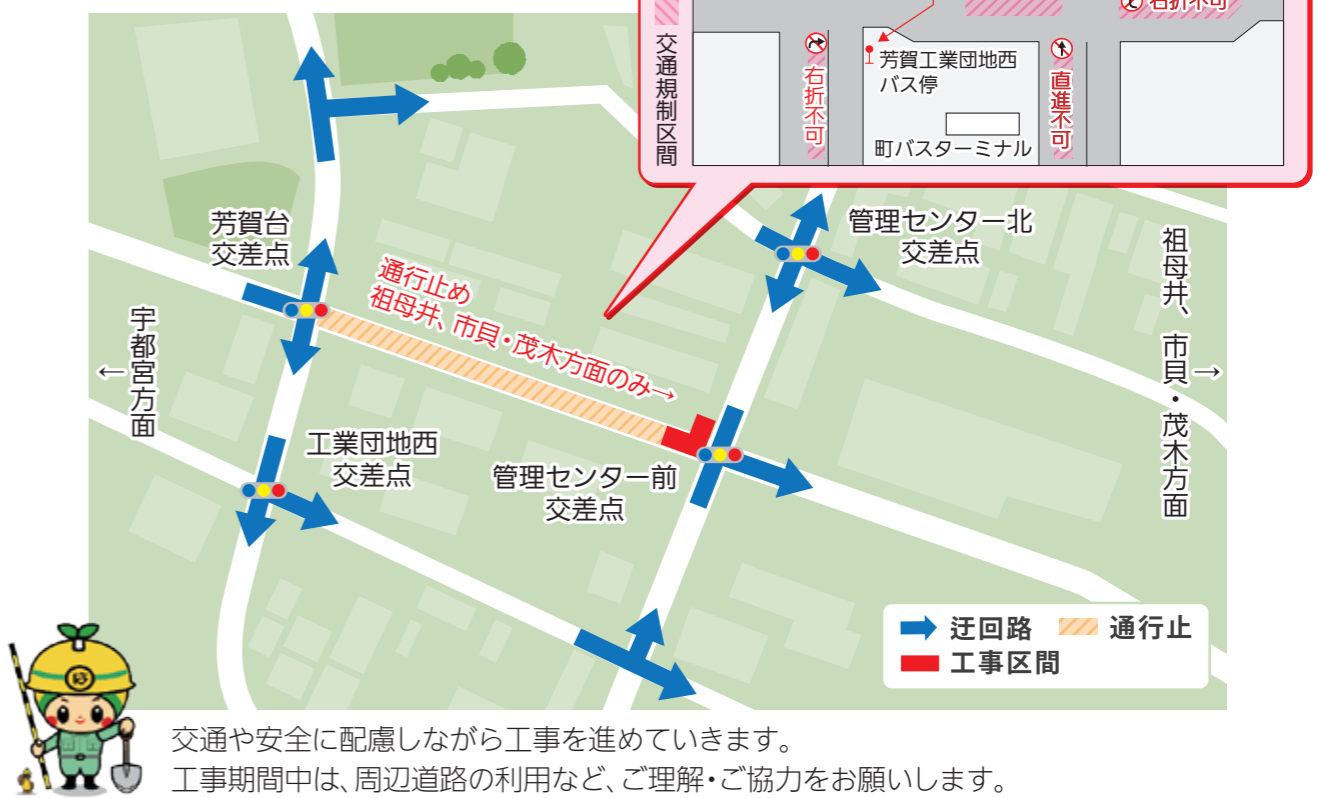 右折不可
交通規制区間
右折不可
芳賀工業団地西
バス停
町バスターミナル
直進不可
芳賀台
交差点
管理センター北
交差点
祖母井、市貝・茂木方面
→
通行止め
祖母井、市貝・茂木方面のみ→
←
宇都宮方面
工業団地西
交差点
管理センター前
交差点
迂回路 通行止
工事区間
交通や安全に配慮しながら工事を進めていきます。
工事期間中は、周辺道路の利用など、ご理解・ご協力をお願いします。